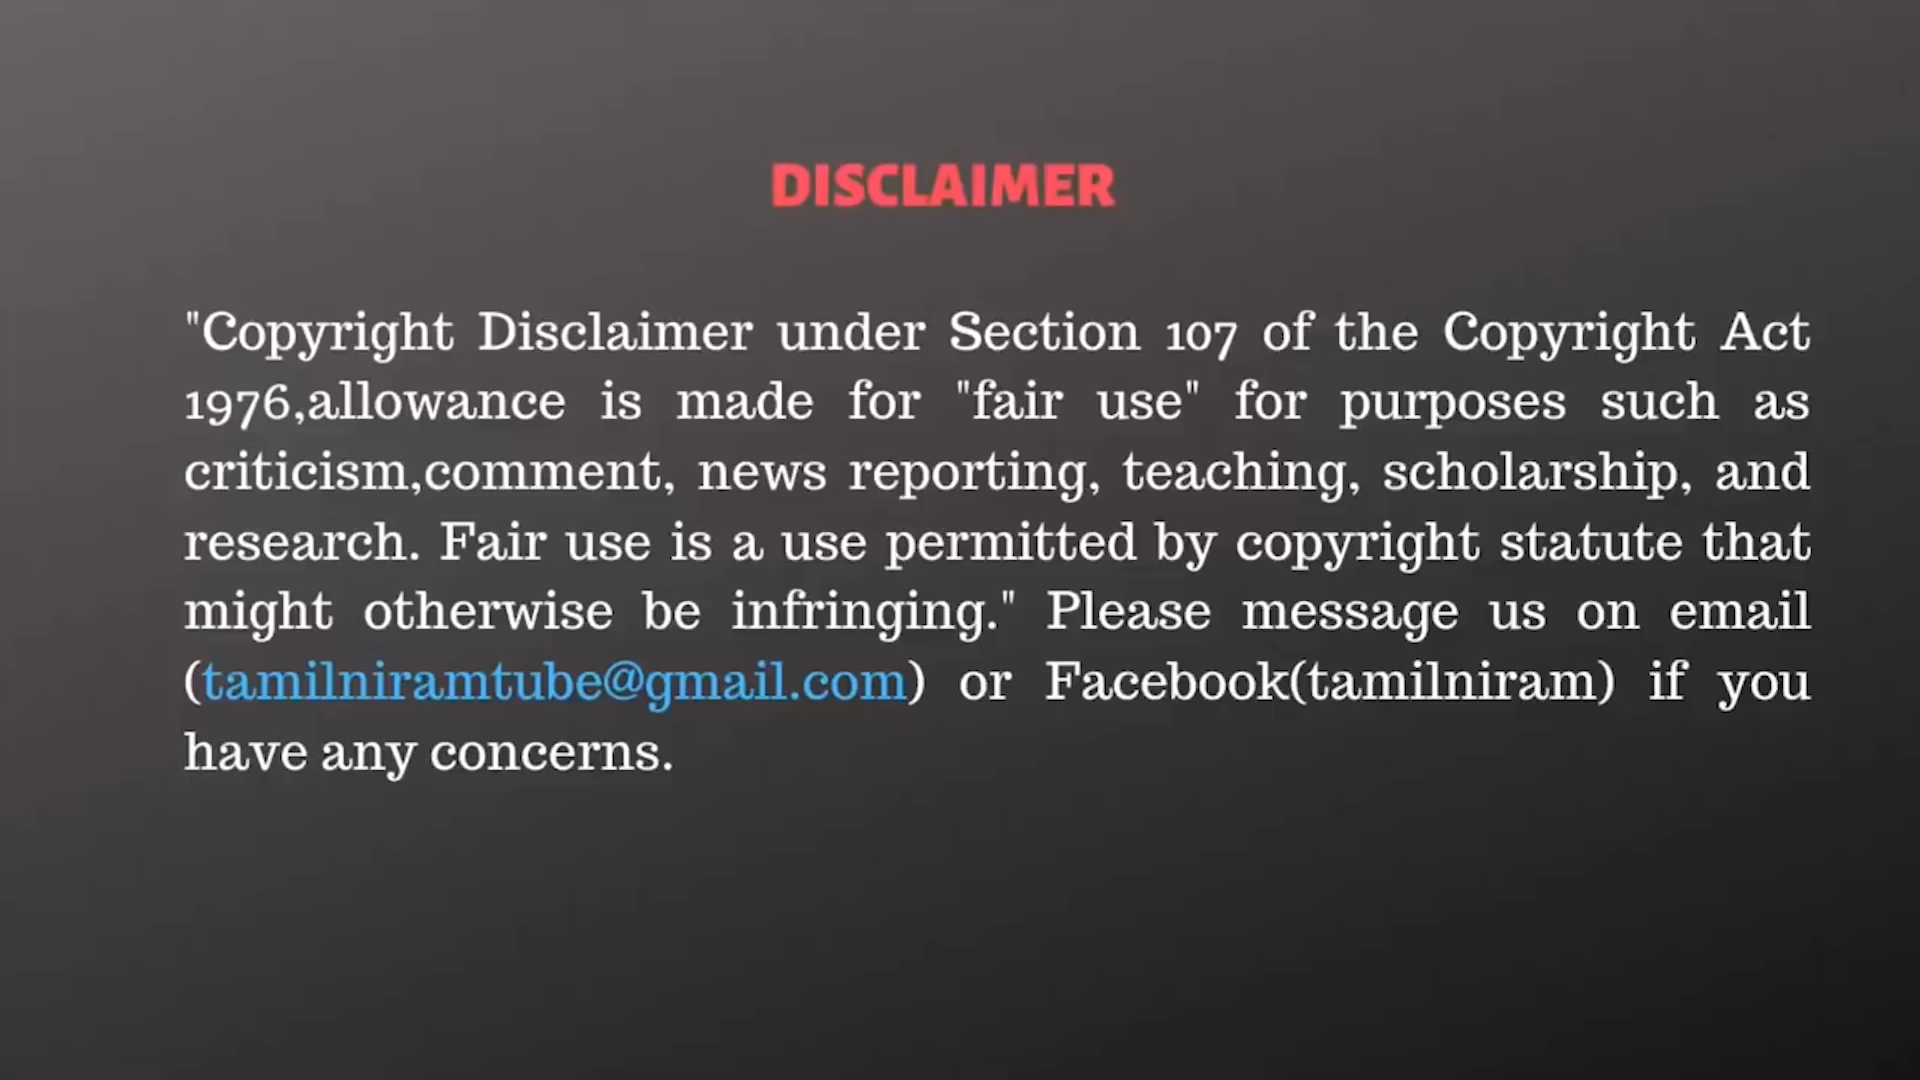 DISCLAIMER
"Copyright Disclaimer under Section 107 of the Copyright Act
1976,allowance is made for "fair use" for purposes such as
criticism,comment, news reporting, teaching, scholarship, and
research. Fair use is a use permitted by copyright statute that
might otherwise be infringing." Please message us on email
(tamilniramtube@gmail.com) or Facebook(tamilniram) if you
have any concerns.